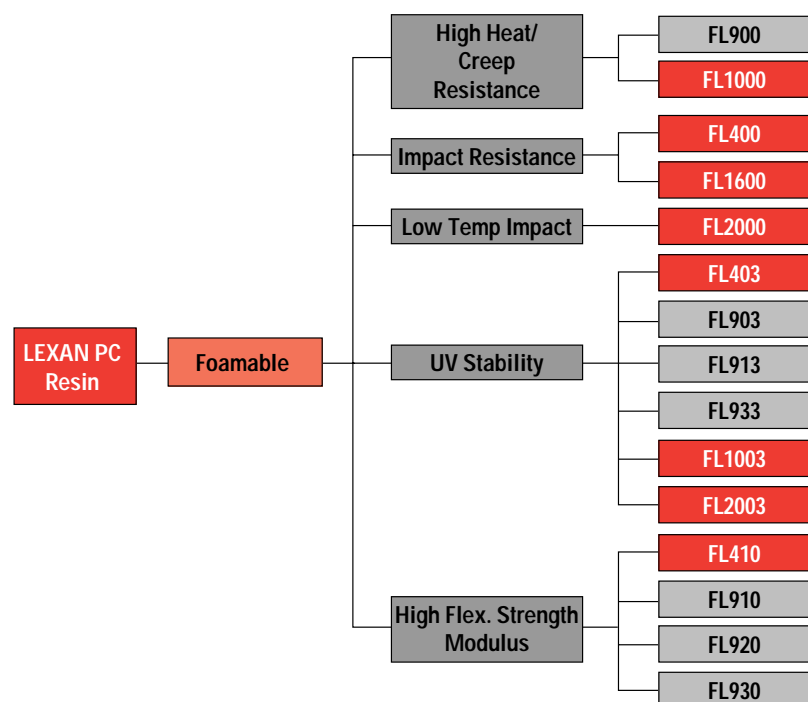 LEXAN PC
Resin
Foamable
High Heat/
Creep
Resistance
FL900
FL1000
Impact Resistance
FL400
FL1600
Low Temp Impact
FL2000
UV Stability
FL403
FL903
FL913
FL933
FL1003
FL2003
High Flex. Strength
Modulus
FL410
FL910
FL920
FL930